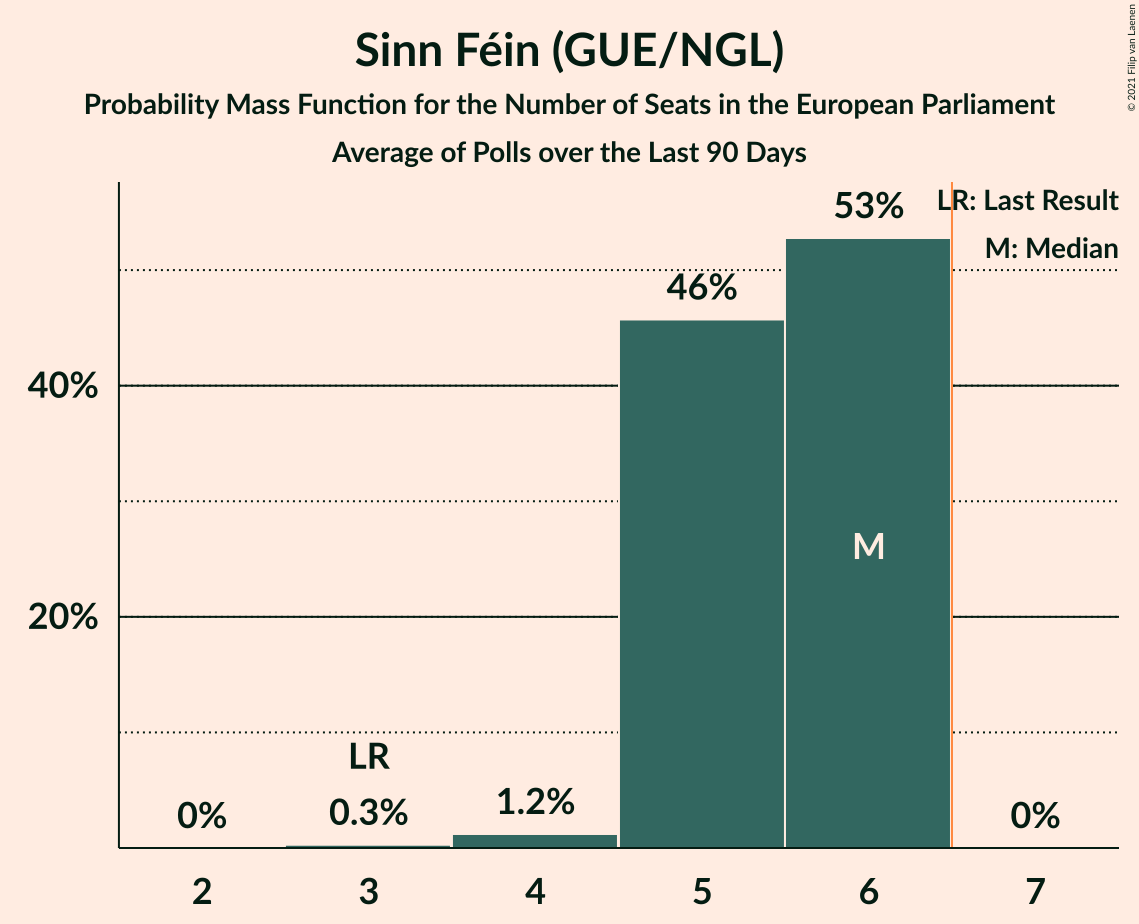 Sinn Féin (GUE/NGL)
Probability Mass Function for the Number of Seats in the European Parliament
Average of Polls over the Last 90 Days
© 2021 Filip van Laenen
LR: Last Result
M: Median
53%
46%
40%
M
20%
LR
0% 0.3% 1.2% 0%
2 3 4 5 6 7